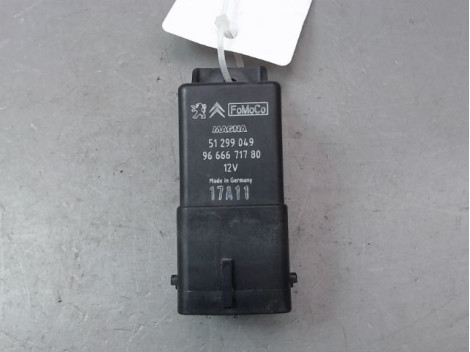 FoMoCo
MAGNA
51 299 049
96 666 717 80
12V
Made in Germany
17A11